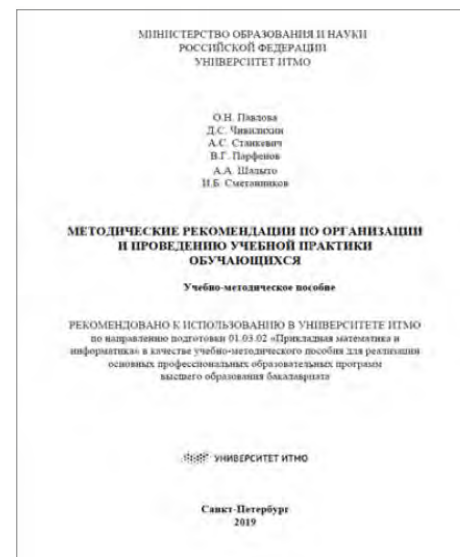 МИНИСТЕРСТВО ОБРАЗОВАНИЯ И НАУКИ
РОССИЙСКОЙ ФЕДЕРАЦИИ
УНИВЕРСИТЕТ ИТМО
О.Н. Павлова
Д.С. Чивилихин
А.С. Станкевич
В.Г. Парфенов
А.А. Шалыто
И.Б. Сметанников
МЕТОДИЧЕСКИЕ РЕКОМЕНДАЦИИ ПО ОРГАНИЗАЦИИ
И ПРОВЕДЕНИЮ УЧЕБНОЙ ПРАКТИКИ
ОБУЧАЮЩИХСЯ
Учебно-методическое пособие
РЕКОМЕНДОВАНО К ИСПОЛЬЗОВАНИЮ В УНИВЕРСИТЕТЕ ИТМО
по направлению подготовки 01.03.02 «Прикладная математика и
информатика» в качестве учебно-методического пособия для реализации
основных профессиональных образовательных программ
высшего образования бакалавриата
УНИВЕРСИТЕТ ИТМО
Санкт-Петербург
2019